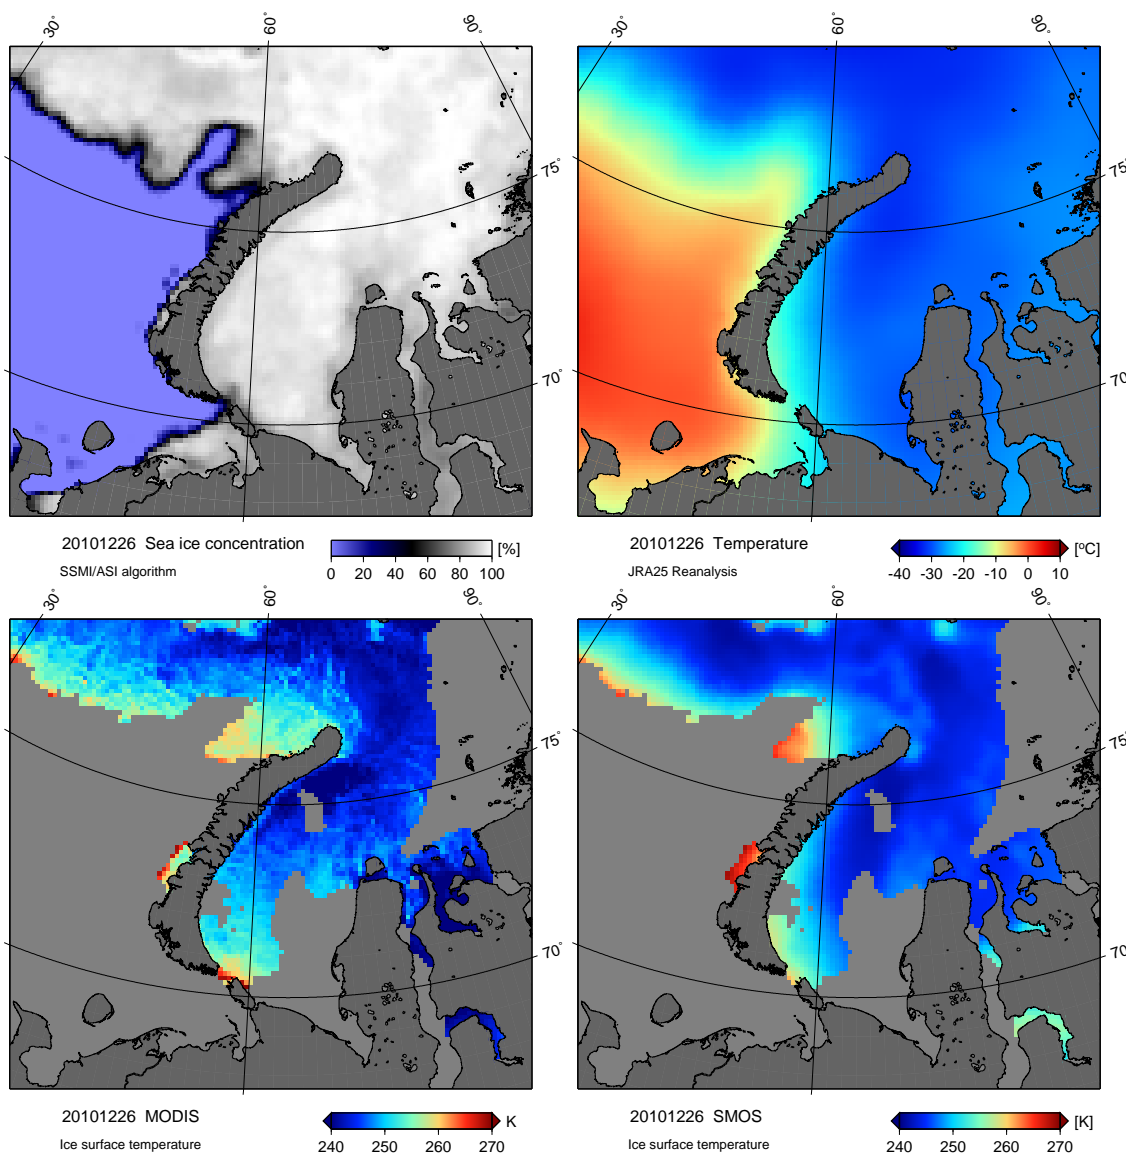 30° 60° 90°
75°
70°
20101226 Sea ice concentration
SSMI/ASI algorithm
[%]
0 20 40 60 80 100
30° 60° 90°
75°
70°
20101226 Temperature
JRA25 Reanalysis
[°C]
-40 -30 -20 -10 0 10
30° 60° 90°
75°
70°
20101226 MODIS
Ice surface temperature
K
240 250 260 270
30° 60° 90°
75°
70°
20101226 SMOS
Ice surface temperature
[K]
240 250 260 270